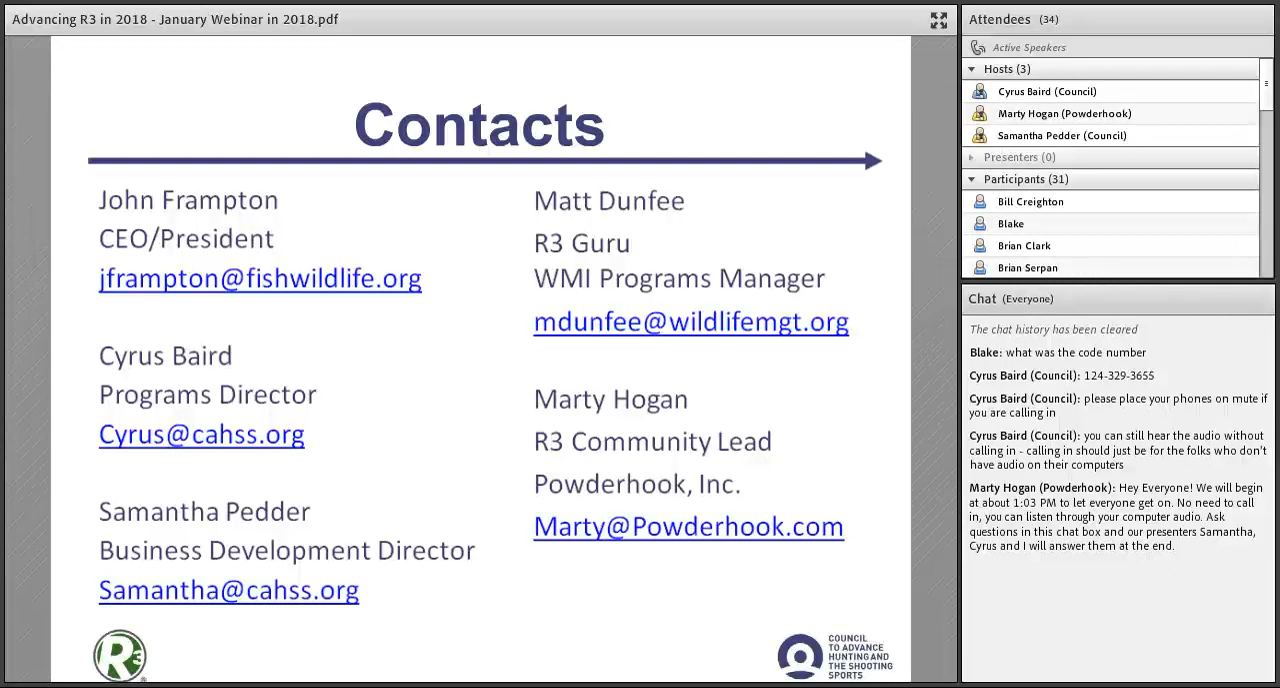 Advancing R3 in 2018 - January Webinar in 2018.pdf
Contacts
John Frampton
CEO/President
jframpton@fishwildlife.org
Cyrus Baird
Programs Director
Cyrus@cahss.org
Samantha Pedder
Business Development Director
Samantha@cahss.org
Matt Dunfee
R3 Guru
WMI Programs Manager
mdunfee@wildlifemgt.org
Marty Hogan
R3 Community Lead
Powderhook, Inc.
Marty@Powderhook.com
R3
COUNCIL
TO ADVANCE
HUNTING AND
THE SHOOTING
SPORTS
Attendees (34)
Active Speakers
Hosts (3)
Cyrus Baird (Council)
Marty Hogan (Powderhook)
Samantha Pedder (Council)
Presenters (0)
Participants (31)
Bill Creighton
Blake
Brian Clark
Brian Serpan
Chat (Everyone)
The chat history has been cleared
Blake: what was the code number
Cyrus Baird (Council): 124-329-3655
Cyrus Baird (Council): please place your phones on mute if
you are calling in
Cyrus Baird (Council): you can still hear the audio without
calling in - calling in should just be for the folks who don't
have audio on their computers
Marty Hogan (Powderhook): Hey Everyone! We will begin
at about 1:03 PM to let everyone get on. No need to call
in, you can listen through your computer audio. Ask
questions in this chat box and our presenters Samantha,
Cyrus and I will answer them at the end.